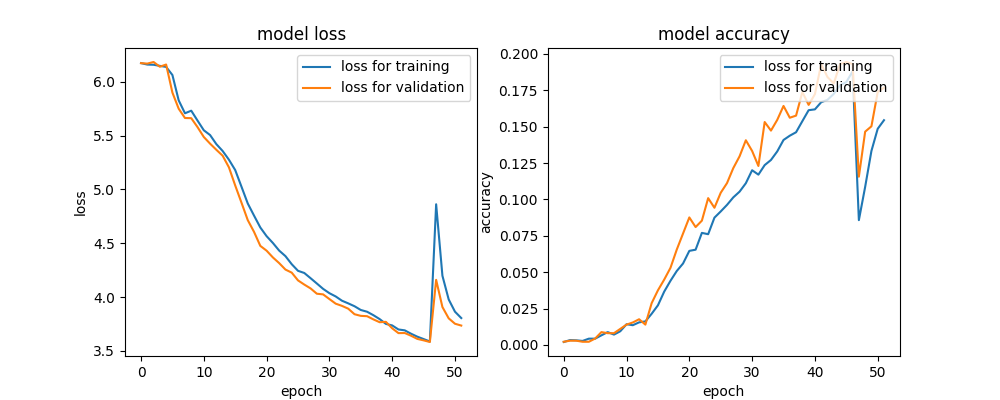 model loss
loss for training
loss for validation
6.0
5.5
5.0
4.5
4.0
3.5
loss
0
10
20
30
40
50
epoch
model accuracy
loss for training
loss for validation
0.200
0.175
0.150
0.125
0.100
0.075
0.050
0.025
0.000
accuracy
0
10
20
30
40
50
epoch